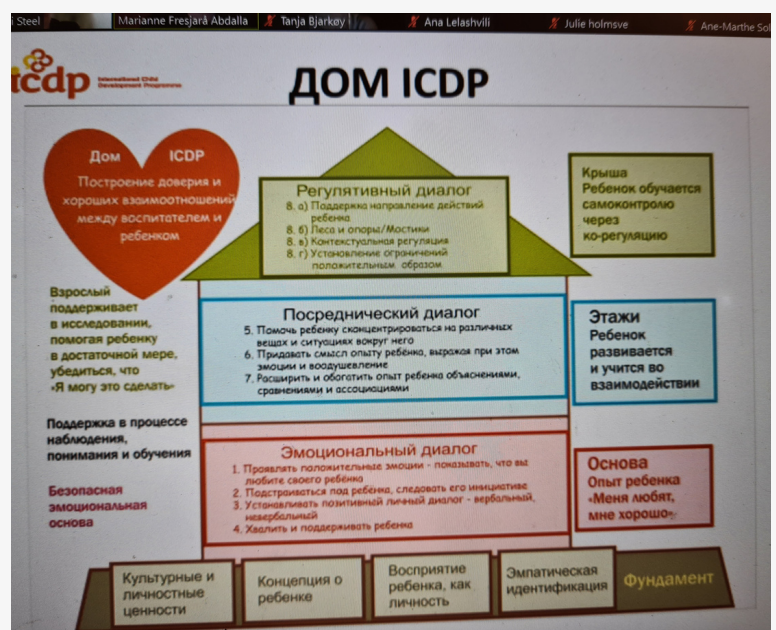 i Steel
Marianne Fresjarå Abdalla
Tanja Bjarkøy
Ana Lelashvili
Julie holmsve
Ane-Marthe Sol
icdp
International Child
Development Programme
ДОМ ICDP
Дом ICDP
Построение доверия и
хороших взаимоотношений
между воспитателем и
ребенком
Регулятивный диалог
8. а) Поддержка направление действий
ребенка
8. б) Леса и опоры/Мостики
8. в) Контекстуальная регуляция
8. г) Установление ограничений
положительным образом
Крыша
Ребенок обучается
самоконтролю
через
ко-регуляцию
Взрослый
поддерживает
в исследовании,
помогая ребенку
в достаточной мере,
убедиться, что
«Я могу это сделать»
Посреднический диалог
5. Помочь ребенку сконцентрироваться на различных
вещах и ситуациях вокруг него
6. Придавать смысл опыту ребенка, выражая при этом
эмоции и воодушевление
7. Расширить и обогатить опыт ребенка объяснениями,
сравнениями и ассоциациями
Этажи
Ребенок
развивается
и учится во
взаимодействии
Поддержка в процессе
наблюдения,
понимания и обучения
Эмоциональный диалог
1. Проявлять положительные эмоции - показывать, что вы
любите своего ребенка
2. Подстраиваться под ребенка, следовать его инициативе
3. Устанавливать позитивный личный диалог - вербальный,
невербальный
4. Хвалить и поддерживать ребенка
Основа
Опыт ребенка
«Меня любят,
мне хорошо»
Безопасная
эмоциональная
основа
Культурные и
личностные
ценности
Концепция о
ребенке
Восприятие
ребенка, как
личность
Эмпатическая
идентификация
Фундамент